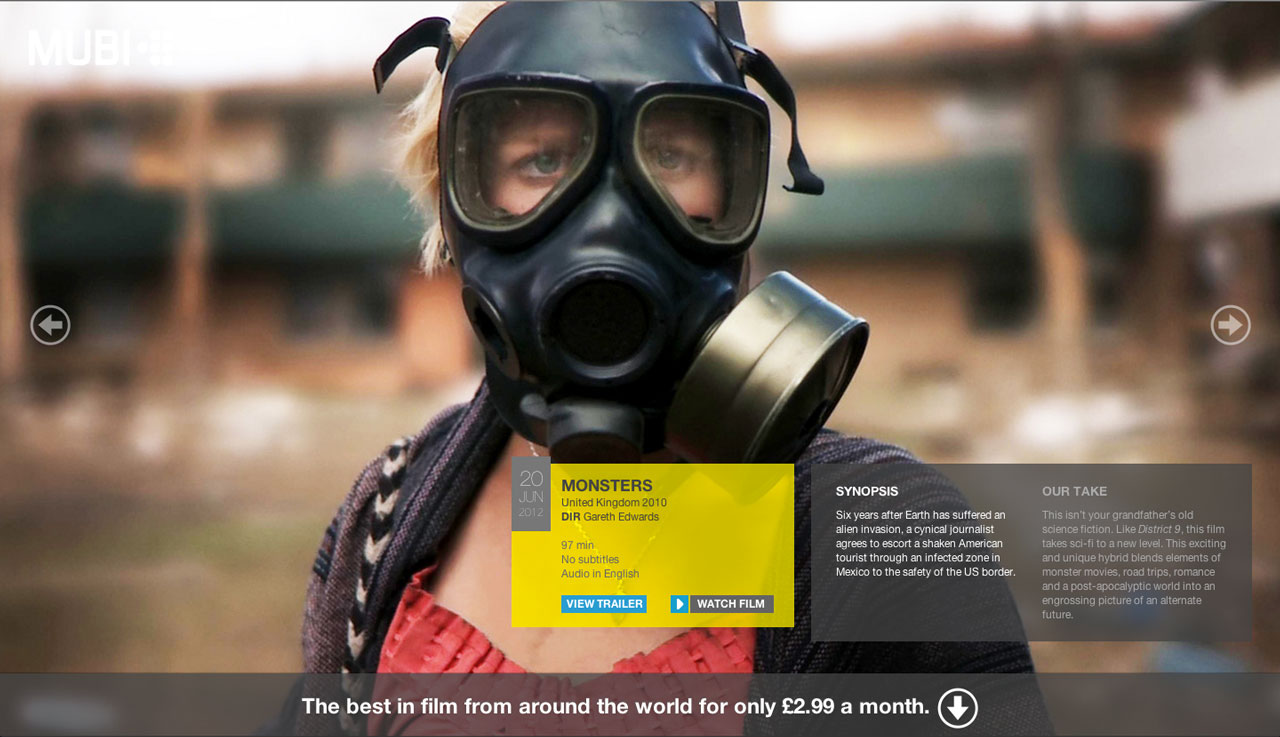 MUBI
20
JUN
2012
MONSTERS
United Kingdom 2010
DIR Gareth Edwards
97 min
No subtitles
Audio in English
VIEW TRAILER
WATCH FILM
SYNOPSIS
Six years after Earth has suffered an
alien invasion, a cynical journalist
agrees to escort a shaken American
tourist through an infected zone in
Mexico to the safety of the US border.
OUR TAKE
This isn't your grandfather's old
science fiction. Like District 9, this film
takes sci-fi to a new level. This exciting
and unique hybrid blends elements of
monster movies, road trips, romance
and a post-apocalyptic world into an
engrossing picture of an alternate
future.
The best in film from around the world for only £2.99 a month.